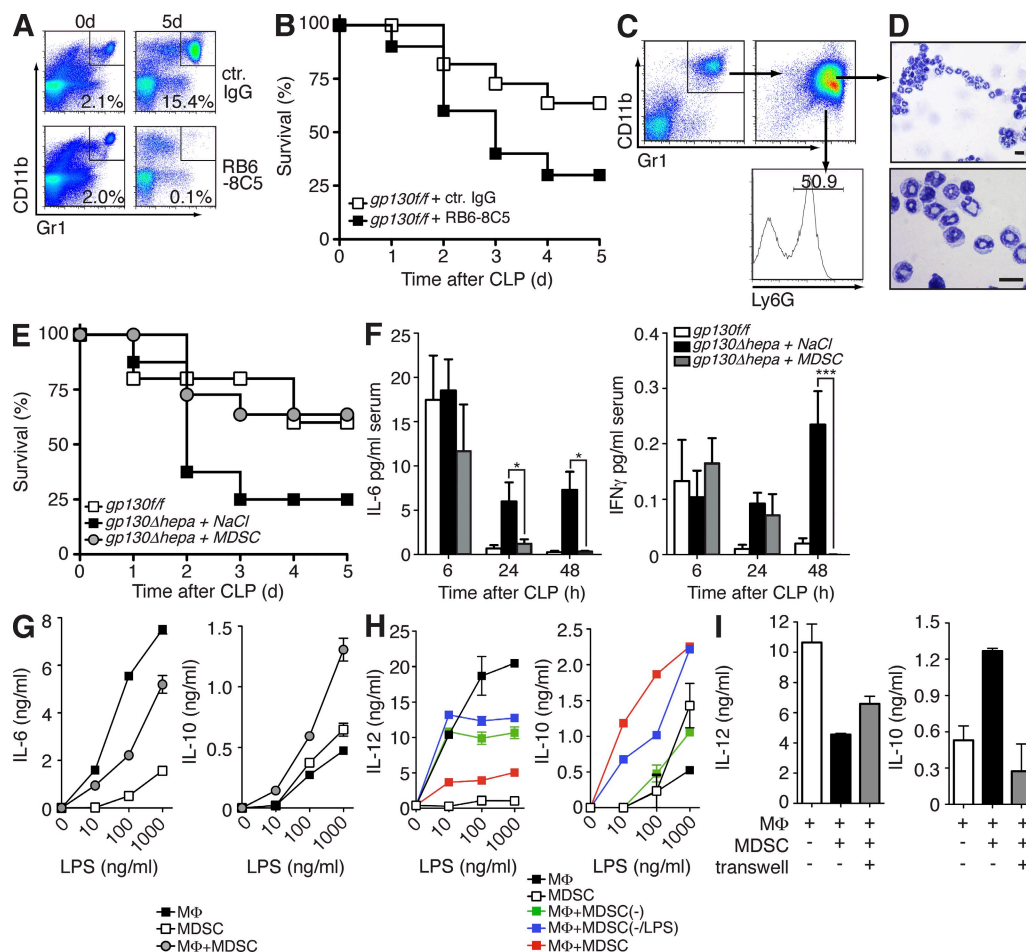 A
0d 5d
ctr.
IgG
2.1% 15.4%
RB6
-8C5
2.0% 0.1%
CD11b
Gr1
B
Survival (%)
100
75
50
25
0
gp130f/f + ctr. IgG
gp130f/f + RB6-8C5
0 1 2 3 4 5
Time after CLP (d)
C
CD11b
Gr1
50.9
Ly6G
D
E
Survival (%)
100
75
50
25
0
gp130f/f
gp130Δhepa + NaCl
gp130Δhepa + MDSC
0 1 2 3 4 5
Time after CLP (d)
F
IL-6 pg/ml serum
25
20
15
10
5
0
* *
6 24 48
Time after CLP (h)
IFNγ pg/ml serum
0.4
0.3
0.2
0.1
0
gp130f/f
gp130Δhepa + NaCl
gp130Δhepa + MDSC
***
6 24 48
Time after CLP (h)
G
IL-6 (ng/ml)
8
6
4
2
0
0 10 100 1000
LPS (ng/ml)
IL-10 (ng/ml)
1.5
1.0
0.5
0
0 10 100 1000
LPS (ng/ml)
MΦ
MDSC
MΦ+MDSC
H
IL-12 (ng/ml)
25
20
15
10
5
0
0 10 100 1000
LPS (ng/ml)
IL-10 (ng/ml)
2.5
2.0
1.5
1.0
0.5
0
0 10 100 1000
LPS (ng/ml)
MΦ
MDSC
MΦ+MDSC(-)
MΦ+MDSC(-/LPS)
MΦ+MDSC
I
IL-12 (ng/ml)
12
10
8
6
4
2
0
IL-10 (ng/ml)
1.5
1.2
0.9
0.6
0.3
0
MΦ + + + + + +
MDSC - + + - + +
transwell - - + - - +